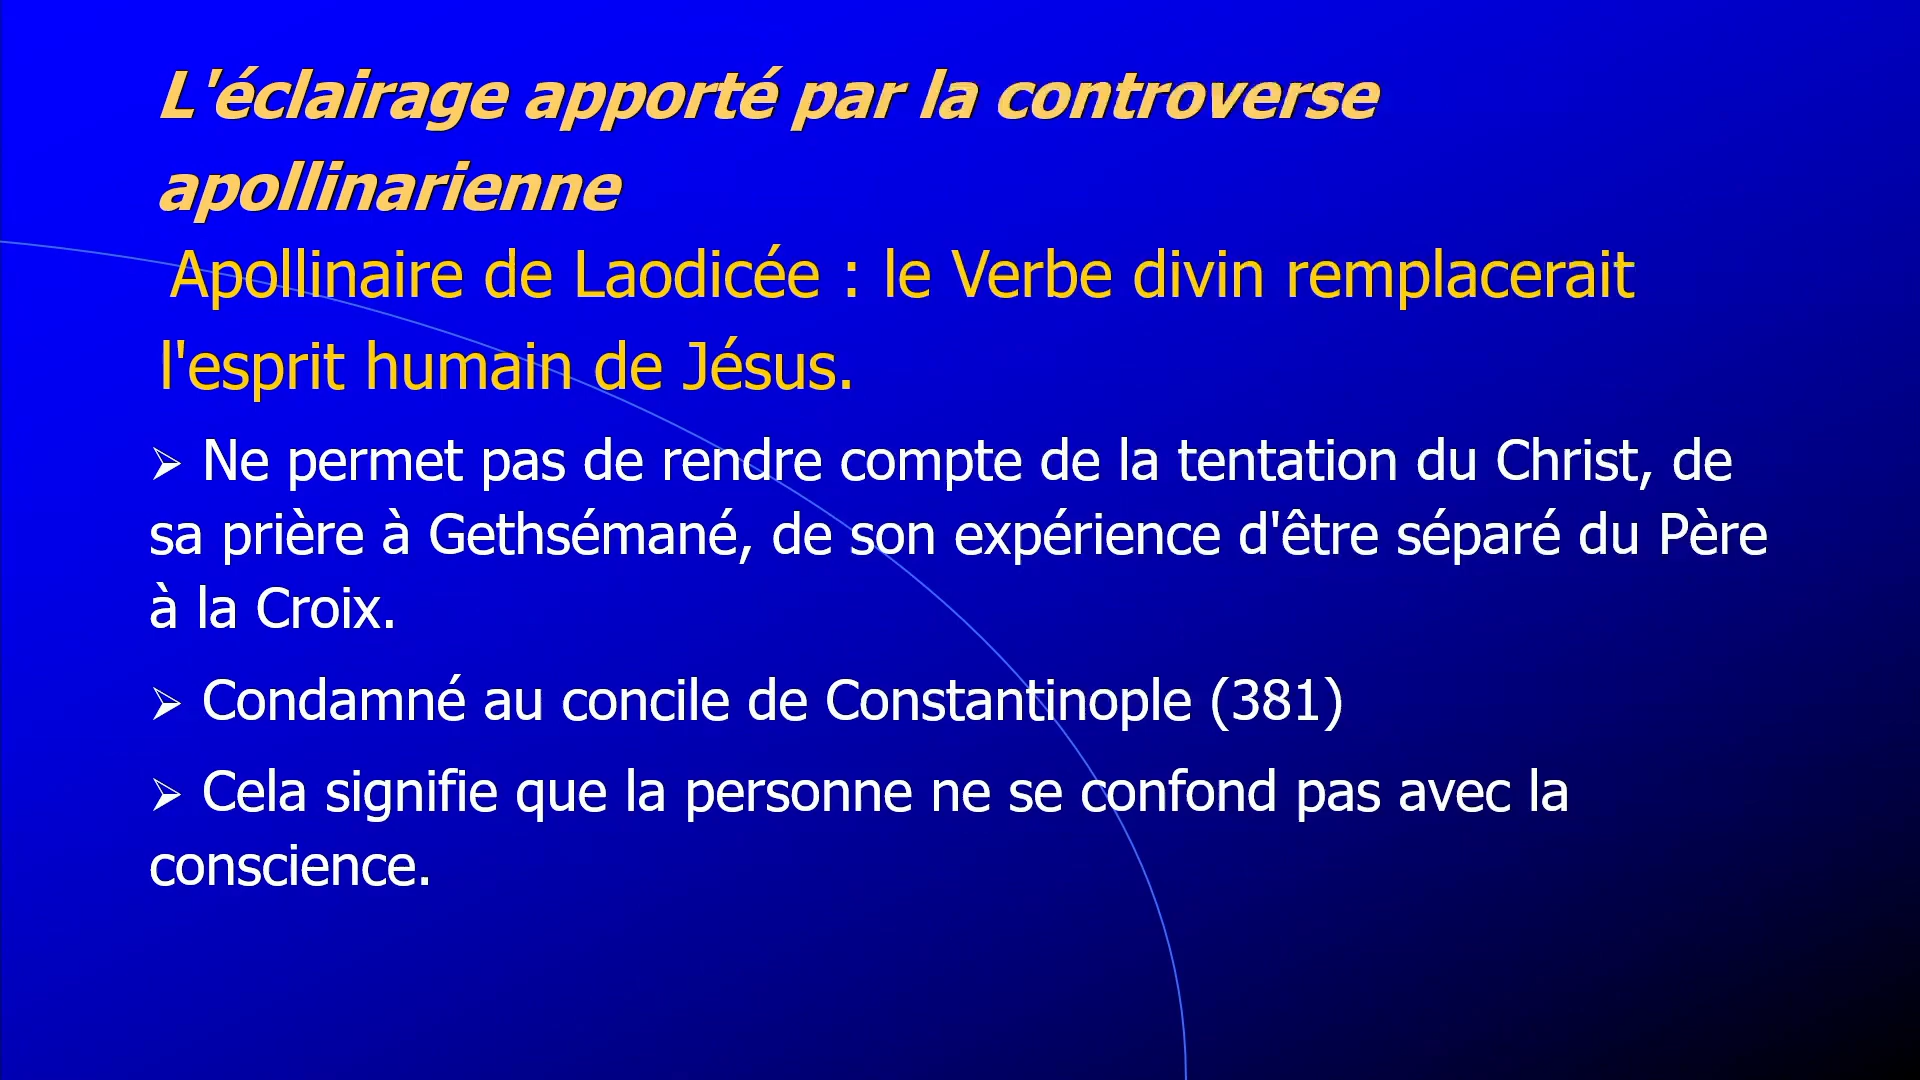 L'éclairage apporté par la controverse
apollinarienne
Apollinaire de Laodicée : le Verbe divin remplacerait
l'esprit humain de Jésus.
➢ Ne permet pas de rendre compte de la tentation du Christ, de
sa prière à Gethsémané, de son expérience d'être séparé du Père
à la Croix.
➢ Condamné au concile de Constantinople (381)
➢ Cela signifie que la personne ne se confond pas avec la
conscience.